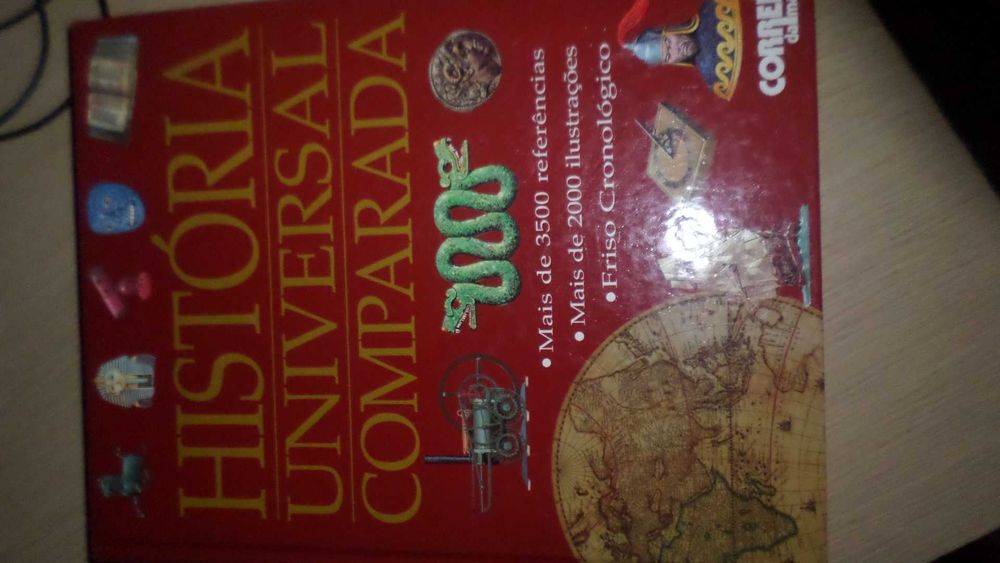 HISTÓRIA
UNIVERSAL
COMPARADA
• Mais de 3500 referências
• Mais de 2000 ilustrações
• Friso Cronológico